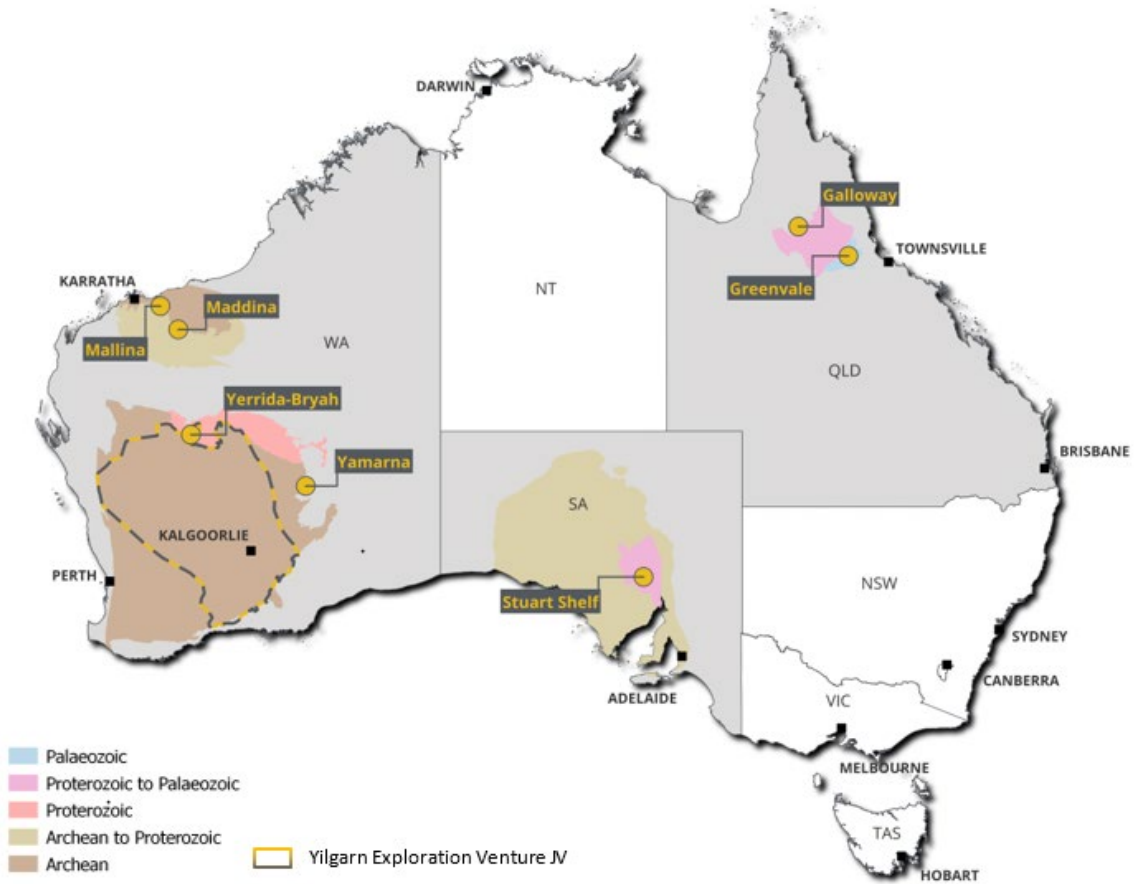 DARWIN
Galloway
TOWNSVILLE
KARRATHA
Maddina
Greenvale
NT
Mallina
WA
QLD
Yerrida-Bryah
Yamarna
BRISBANE
SA
KALGOORLIE
PERTH
NSW
Stuart Shelf
SYDNEY
CANBERRA
ADELAIDE
VIC
MELBOURNE
TAS
HOBART
Palaeozoic
Proterozoic to Palaeozoic
Proterozoic
Archean to Proterozoic
Archean
Yilgarn Exploration Venture JV